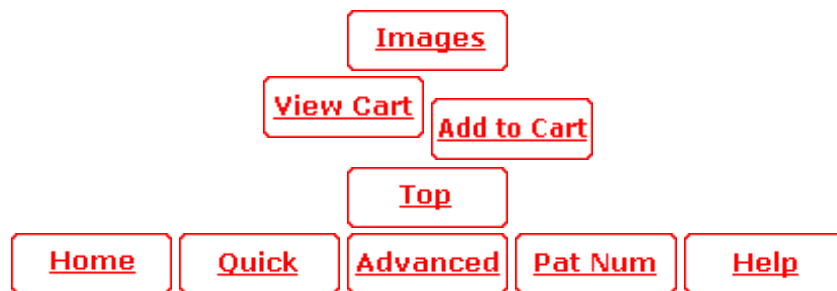 Images
View Cart
Add to Cart
Top
Home Quick Advanced Pat Num Help